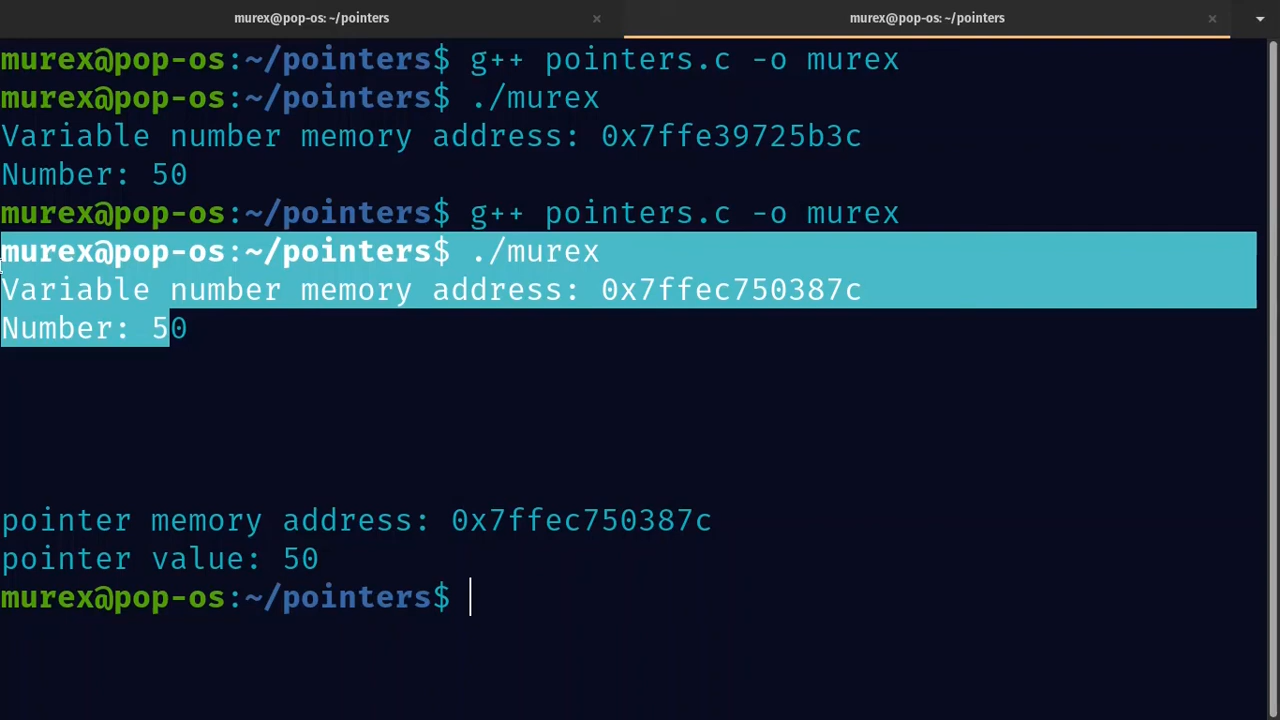 murex@pop-os: ~/pointers × murex@pop-os: ~/pointers ×
murex@pop-os:~/pointers$ g++ pointers.c -o murex
murex@pop-os:~/pointers$ ./murex
Variable number memory address: 0x7ffe39725b3c
Number: 50
murex@pop-os:~/pointers$ g++ pointers.c -o murex
murex@pop-os:~/pointers$ ./murex
Variable number memory address: 0x7ffec750387c
Number: 50
pointer memory address: 0x7ffec750387c
pointer value: 50
murex@pop-os:~/pointers$